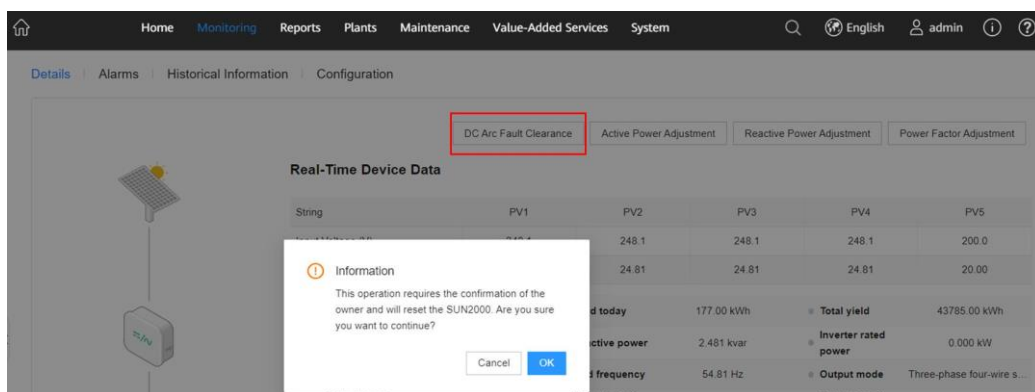 Home Monitoring Reports Plants Maintenance Value-Added Services System English admin
Details Alarms Historical Information Configuration
DC Arc Fault Clearance Active Power Adjustment Reactive Power Adjustment Power Factor Adjustment
Real-Time Device Data
String PV1 PV2 PV3 PV4 PV5
248.1 248.1 248.1 200.0
24.81 24.81 24.81 20.00
Information
This operation requires the confirmation of the
owner and will reset the SUN2000. Are you sure
you want to continue?
Cancel OK
d today 177.00 kWh Total yield 43785.00 kWh
ctive power 2.481 kvar Inverter rated
power 0.000 kW
d frequency 54.81 Hz Output mode Three-phase four-wire s...